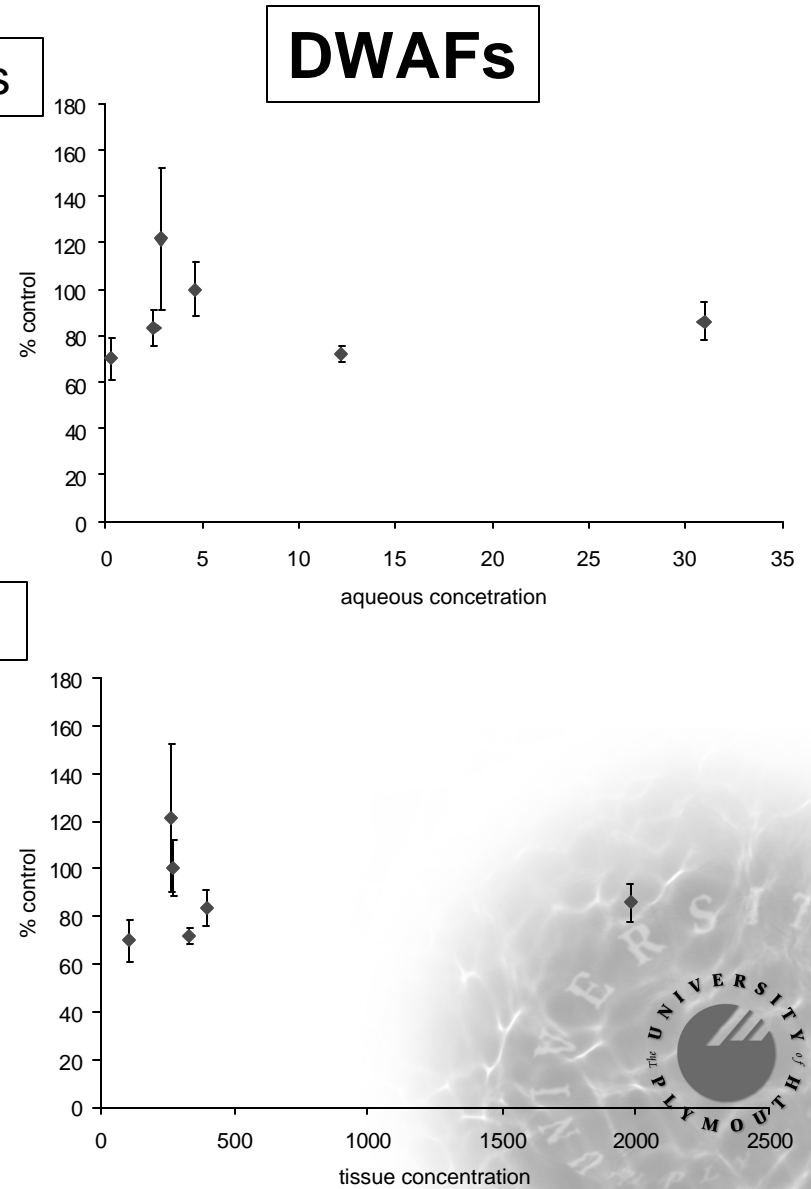 DWAFs
s
180
160
140
120
100
80
60
40
20
0
% control
0 5 10 15 20 25 30 35
aqueous concetration
180
160
140
120
100
80
60
40
20
0
% control
0 500 1000 1500 2000 2500
tissue concentration
The UNIVERSITY of PLYMOUTH